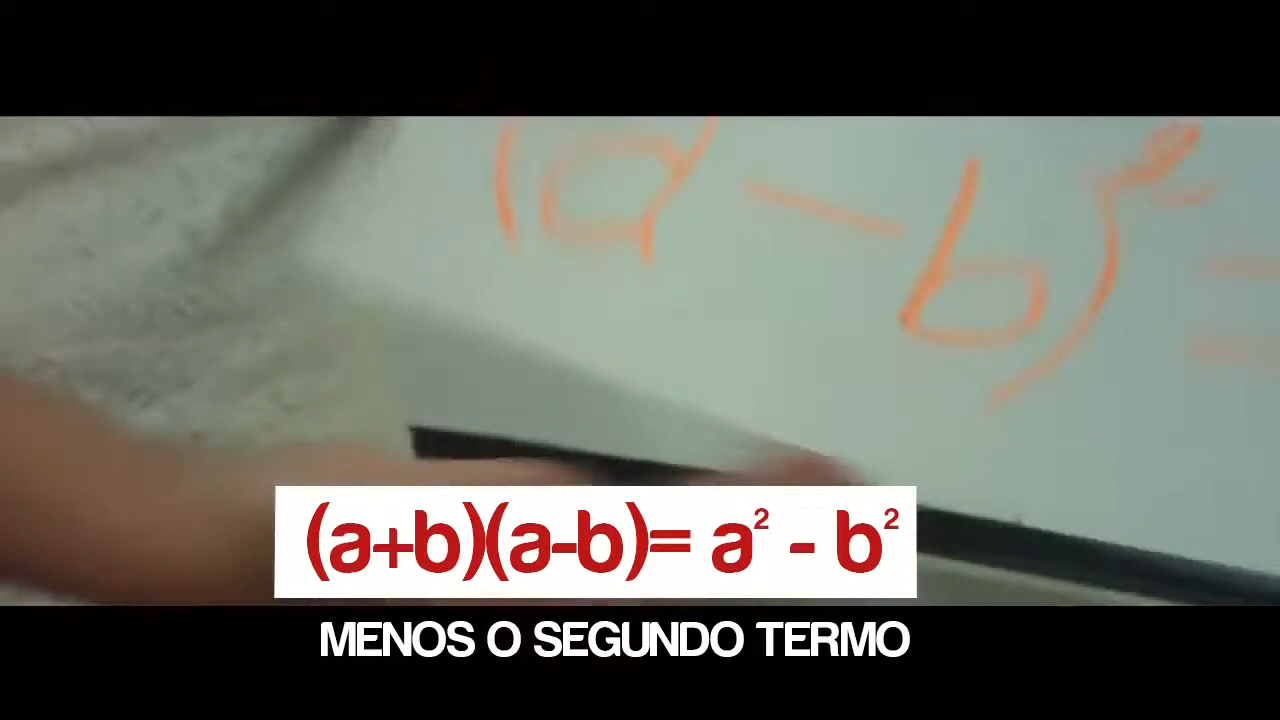 (a - b)² =
(a+b)(a-b)= a² - b²
MENOS O SEGUNDO TERMO